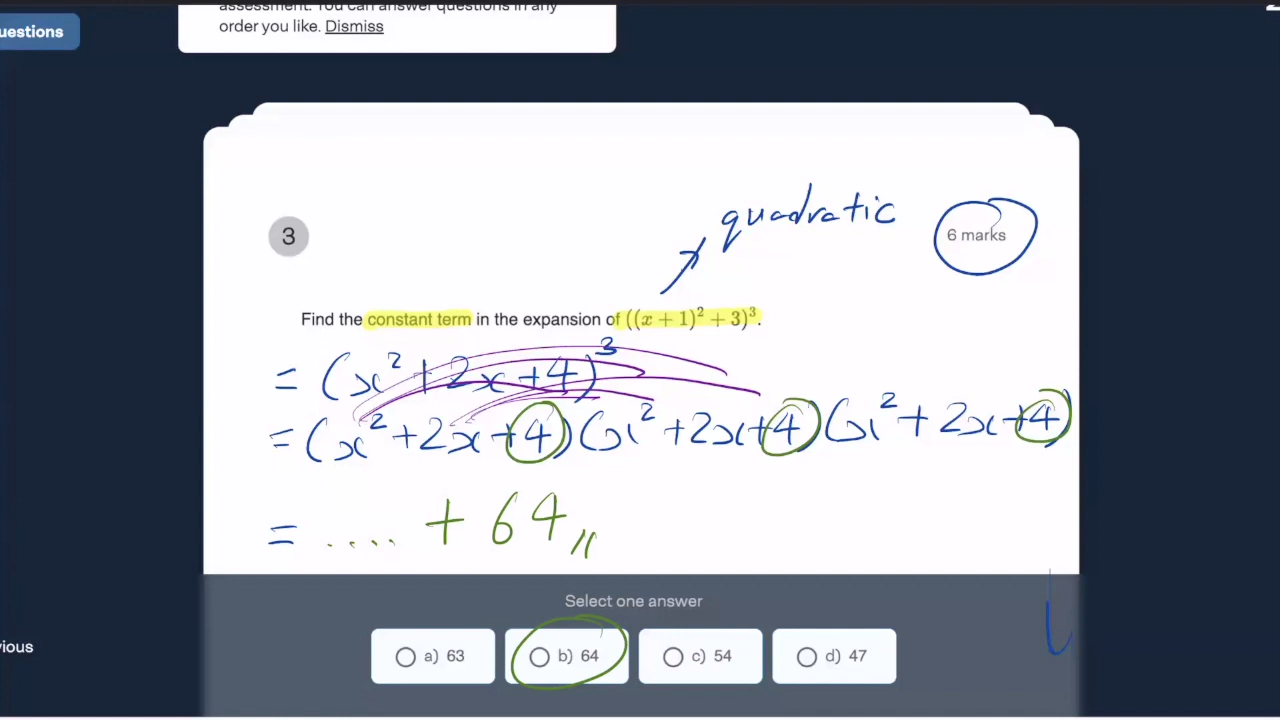 assessment. You can answer questions in any
uestions
order you like. Dismiss
quadratic
3
6 marks
Find the constant term in the expansion of ((x + 1)² + 3)³.
= (x² + 2x + 4)³
= (x² + 2x + 4)(x² + 2x + 4)(x² + 2x + 4)
= ..... + 64 //
Select one answer
vious
a) 63
b) 64
c) 54
d) 47